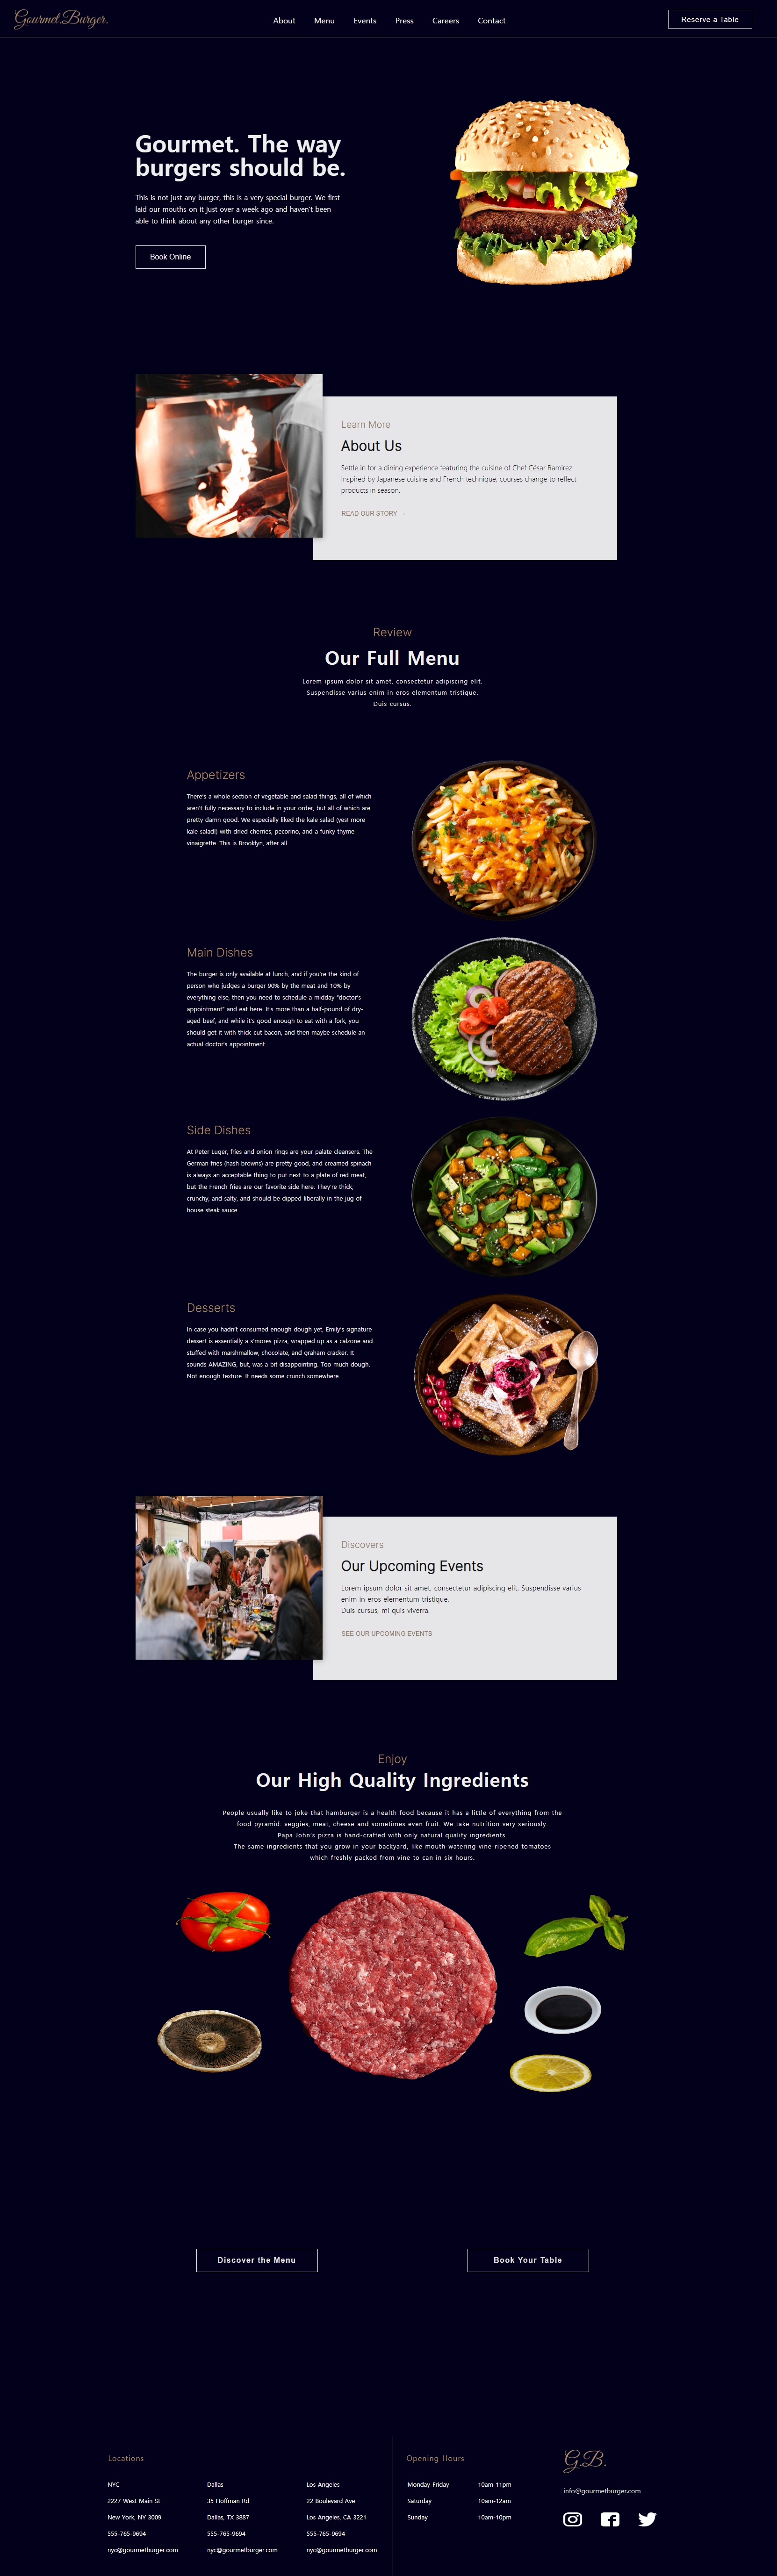 Gourmet.Burger.
About Menu Events Press Careers Contact
Reserve a Table
Gourmet. The way
burgers should be.
This is not just any burger, this is a very special burger. We first
laid our mouths on it just over a week ago and haven't been
able to think about any other burger since.
Book Online
Learn More
About Us
Settle in for a dining experience featuring the cuisine of Chef César Ramirez.
Inspired by Japanese cuisine and French technique, courses change to reflect
products in season.
READ OUR STORY →
Review
Our Full Menu
Lorem ipsum dolor sit amet, consectetur adipiscing elit.
Suspendisse varius enim in eros elementum tristique.
Duis cursus.
Appetizers
There's a whole section of vegetable and salad things, all of which
aren't fully necessary to include in your order, but all of which are
pretty damn good. We especially liked the kale salad (yes! more
kale salad!) with dried cherries, pecorino, and a funky thyme
vinaigrette. This is Brooklyn, after all.
Main Dishes
The burger is only available at lunch, and if you're the kind of
person who judges a burger 90% by the meat and 10% by
everything else, then you need to schedule a midday "doctor's
appointment" and eat here. It's more than a half-pound of dry-
aged beef, and while it's good enough to eat with a fork, you
should get it with thick-cut bacon, and then maybe schedule an
actual doctor's appointment.
Side Dishes
At Peter Luger, fries and onion rings are your palate cleansers. The
German fries (hash browns) are pretty good, and creamed spinach
is always an acceptable thing to put next to a plate of red meat,
but the French fries are our favorite side here. They're thick,
crunchy, and salty, and should be dipped liberally in the jug of
house steak sauce.
Desserts
In case you hadn't consumed enough dough yet, Emily's signature
dessert is essentially a s'mores pizza, wrapped up as a calzone and
stuffed with marshmallow, chocolate, and graham cracker. It
sounds AMAZING, but, was a bit disappointing. Too much dough.
Not enough texture. It needs some crunch somewhere.
Discovers
Our Upcoming Events
Lorem ipsum dolor sit amet, consectetur adipiscing elit. Suspendisse varius
enim in eros elementum tristique.
Duis cursus, mi quis viverra.
SEE OUR UPCOMING EVENTS
Enjoy
Our High Quality Ingredients
People usually like to joke that hamburger is a health food because it has a little of everything from the
food pyramid: veggies, meat, cheese and sometimes even fruit. We take nutrition very seriously.
Papa John's pizza is hand-crafted with only natural quality ingredients.
The same ingredients that you grow in your backyard, like mouth-watering vine-ripened tomatoes
which freshly packed from vine to can in six hours.
Discover the Menu
Book Your Table
Locations
NYC
2227 West Main St
New York, NY 3009
555-765-9694
nyc@gourmetburger.com
Dallas
35 Hoffman Rd
Dallas, TX 3887
555-765-9694
nyc@gourmetburger.com
Los Angeles
22 Boulevard Ave
Los Angeles, CA 3221
555-765-9694
nyc@gourmetburger.com
Opening Hours
Monday-Friday 10am-11pm
Saturday 10am-12am
Sunday 10am-10pm
G.B.
info@gourmetburger.com